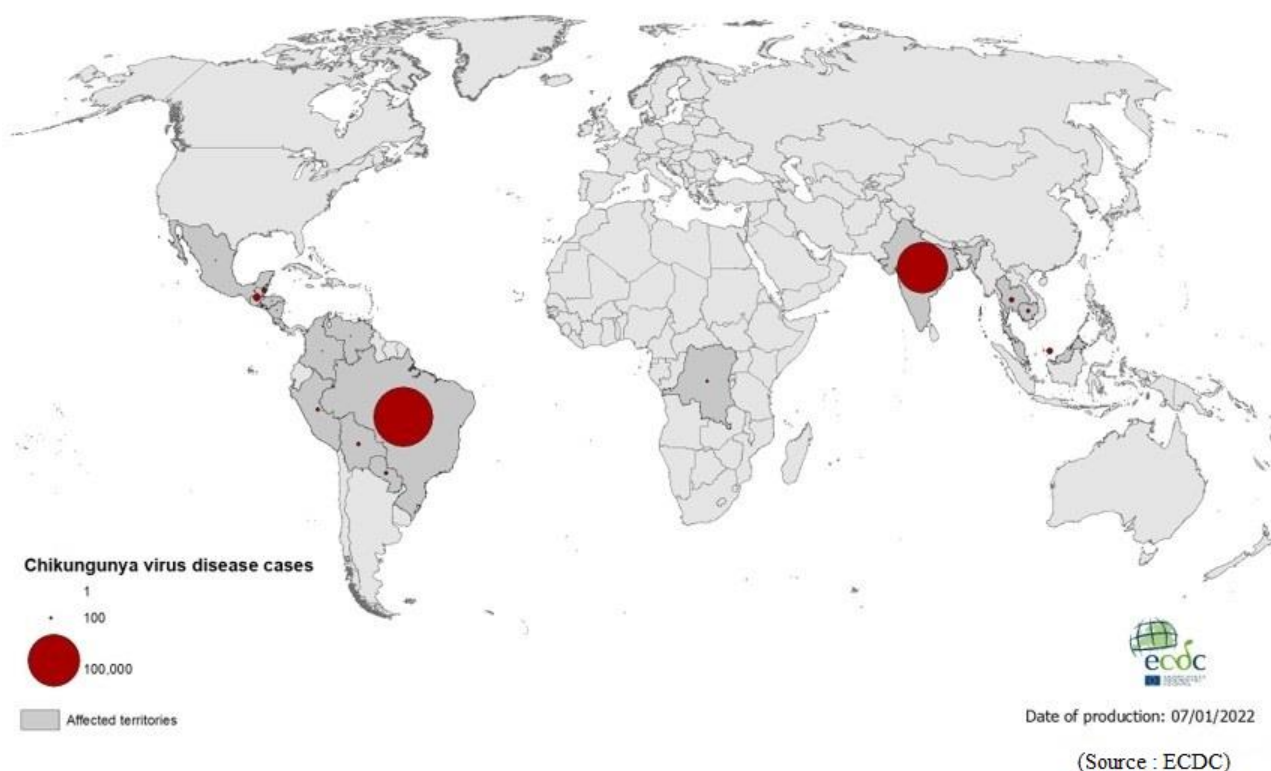 Chikungunya virus disease cases
1
100
100,000
Affected territories
ecdc
Date of production: 07/01/2022
(Source : ECDC)